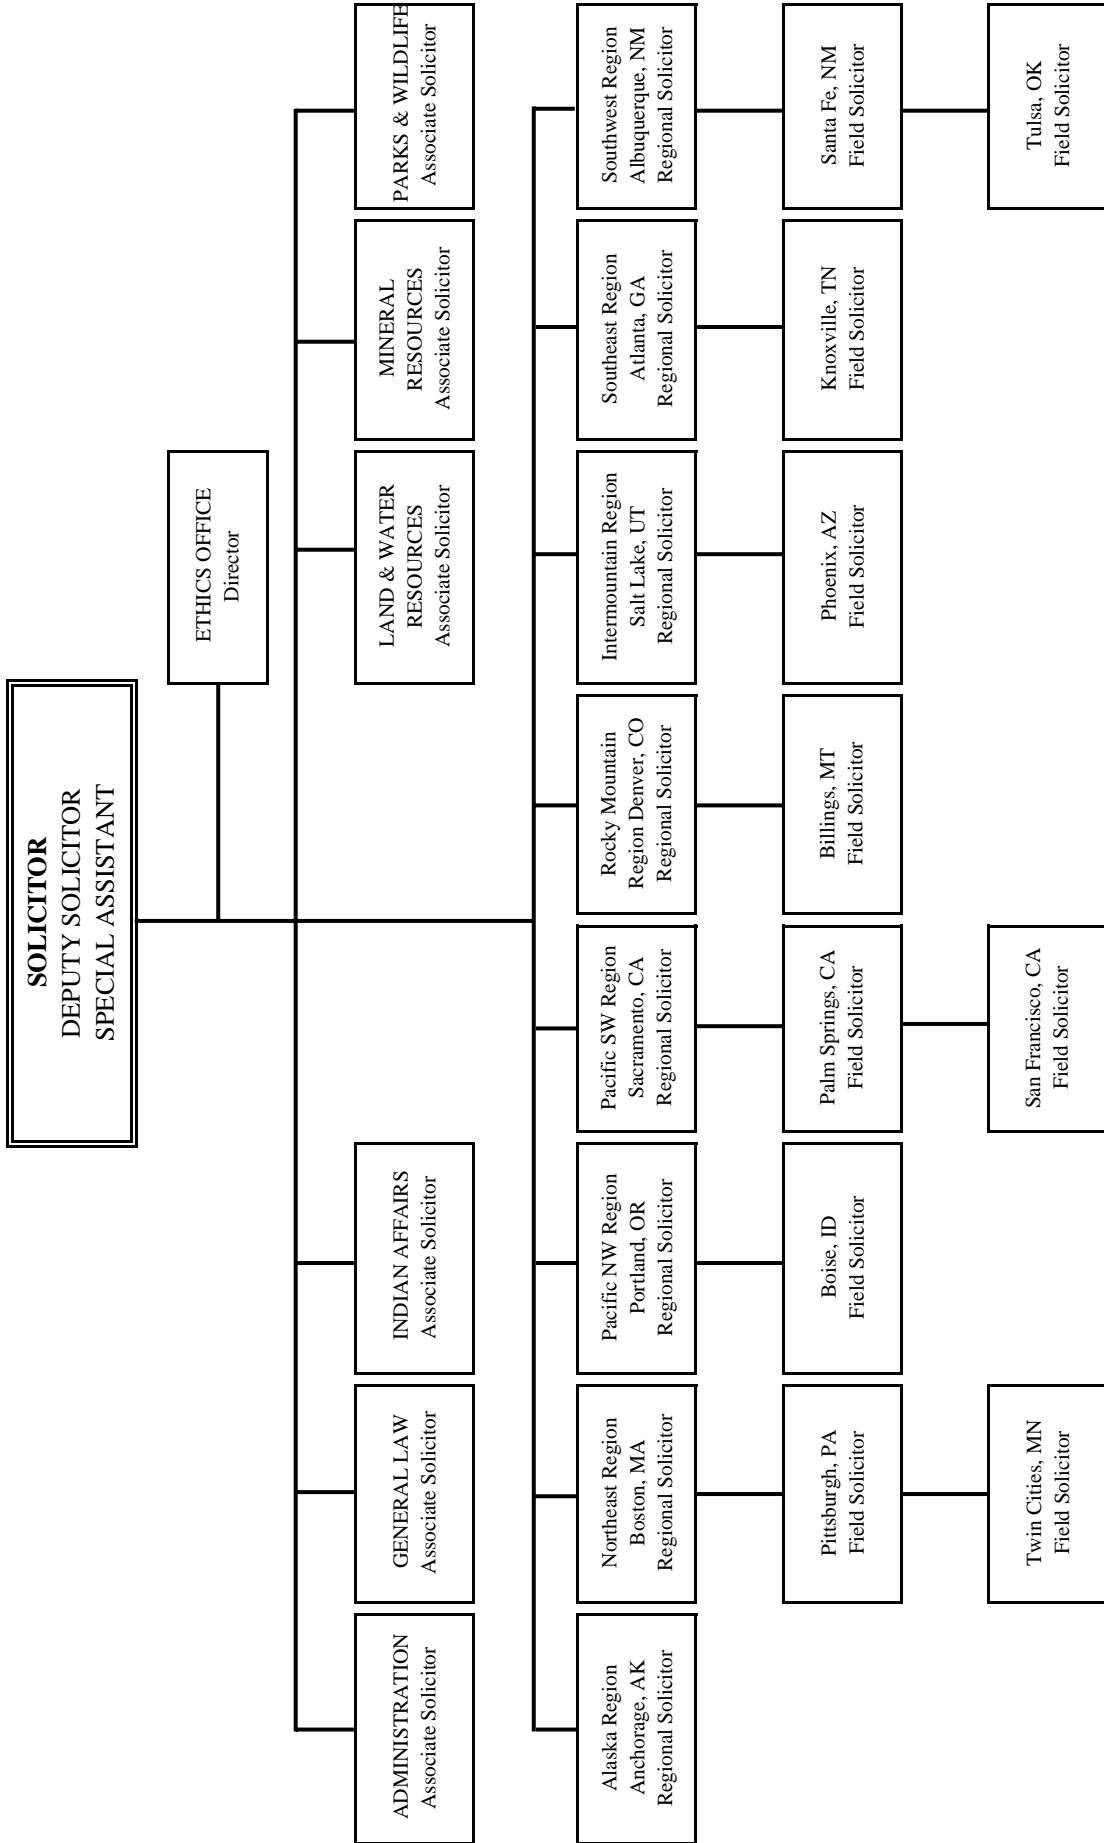 SOLICITOR
DEPUTY SOLICITOR
SPECIAL ASSISTANT
ETHICS OFFICE
Director
ADMINISTRATION
Associate Solicitor
GENERAL LAW
Associate Solicitor
INDIAN AFFAIRS
Associate Solicitor
LAND & WATER
RESOURCES
Associate Solicitor
MINERAL
RESOURCES
Associate Solicitor
PARKS & WILDLIFE
Associate Solicitor
Alaska Region
Anchorage, AK
Regional Solicitor
Northeast Region
Boston, MA
Regional Solicitor
Pacific NW Region
Portland, OR
Regional Solicitor
Pacific SW Region
Sacramento, CA
Regional Solicitor
Rocky Mountain
Region Denver, CO
Regional Solicitor
Intermountain Region
Salt Lake, UT
Regional Solicitor
Southeast Region
Atlanta, GA
Regional Solicitor
Southwest Region
Albuquerque, NM
Regional Solicitor
Pittsburgh, PA
Field Solicitor
Boise, ID
Field Solicitor
Palm Springs, CA
Field Solicitor
Billings, MT
Field Solicitor
Phoenix, AZ
Field Solicitor
Knoxville, TN
Field Solicitor
Santa Fe, NM
Field Solicitor
Twin Cities, MN
Field Solicitor
San Francisco, CA
Field Solicitor
Tulsa, OK
Field Solicitor